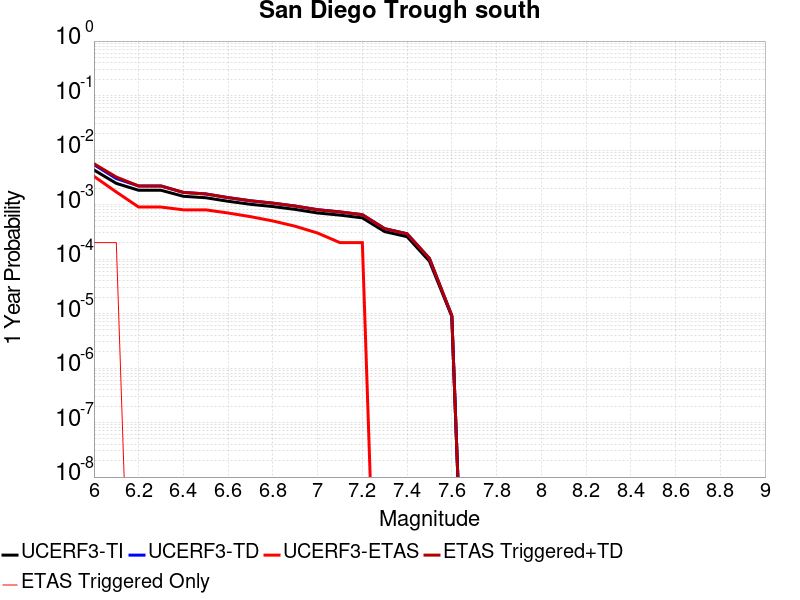 San Diego Trough south
10^0
10^-1
10^-2
10^-3
10^-4
10^-5
10^-6
10^-7
10^-8
1 Year Probability
6 6.2 6.4 6.6 6.8 7 7.2 7.4 7.6 7.8 8 8.2 8.4 8.6 8.8 9
Magnitude
UCERF3-TI UCERF3-TD UCERF3-ETAS ETAS Triggered+TD
ETAS Triggered Only